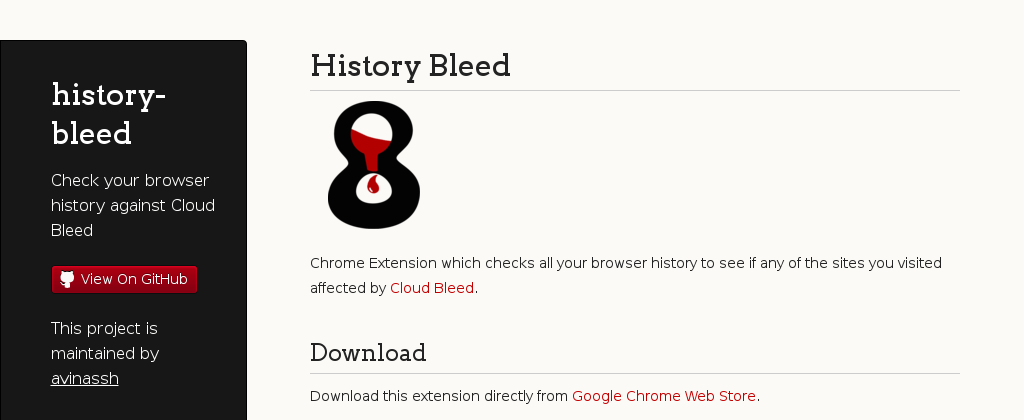 history-
bleed
Check your browser
history against Cloud
Bleed
View On GitHub
This project is
maintained by
avinassh
History Bleed
Chrome Extension which checks all your browser history to see if any of the sites you visited
affected by Cloud Bleed.
Download
Download this extension directly from Google Chrome Web Store.